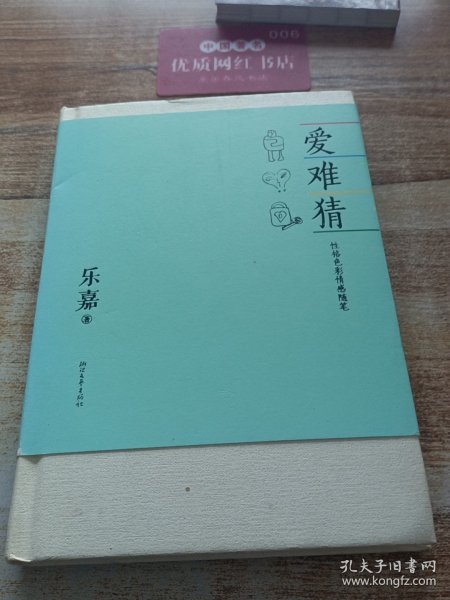 006
中国著名
优质网红书店
爱难猜
性格色彩情感随笔
乐嘉
著
浙江文艺出版社
孔夫子旧书网
www.kongfz.com